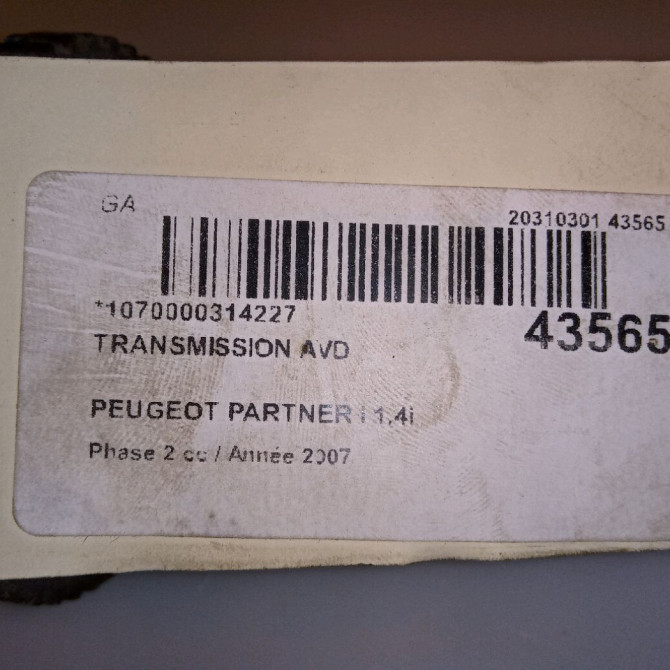 GA
20310301 43565
*1070000314227
43565
TRANSMISSION AVD
PEUGEOT PARTNER I 1,4i
Phase 2 cc / Année 2007